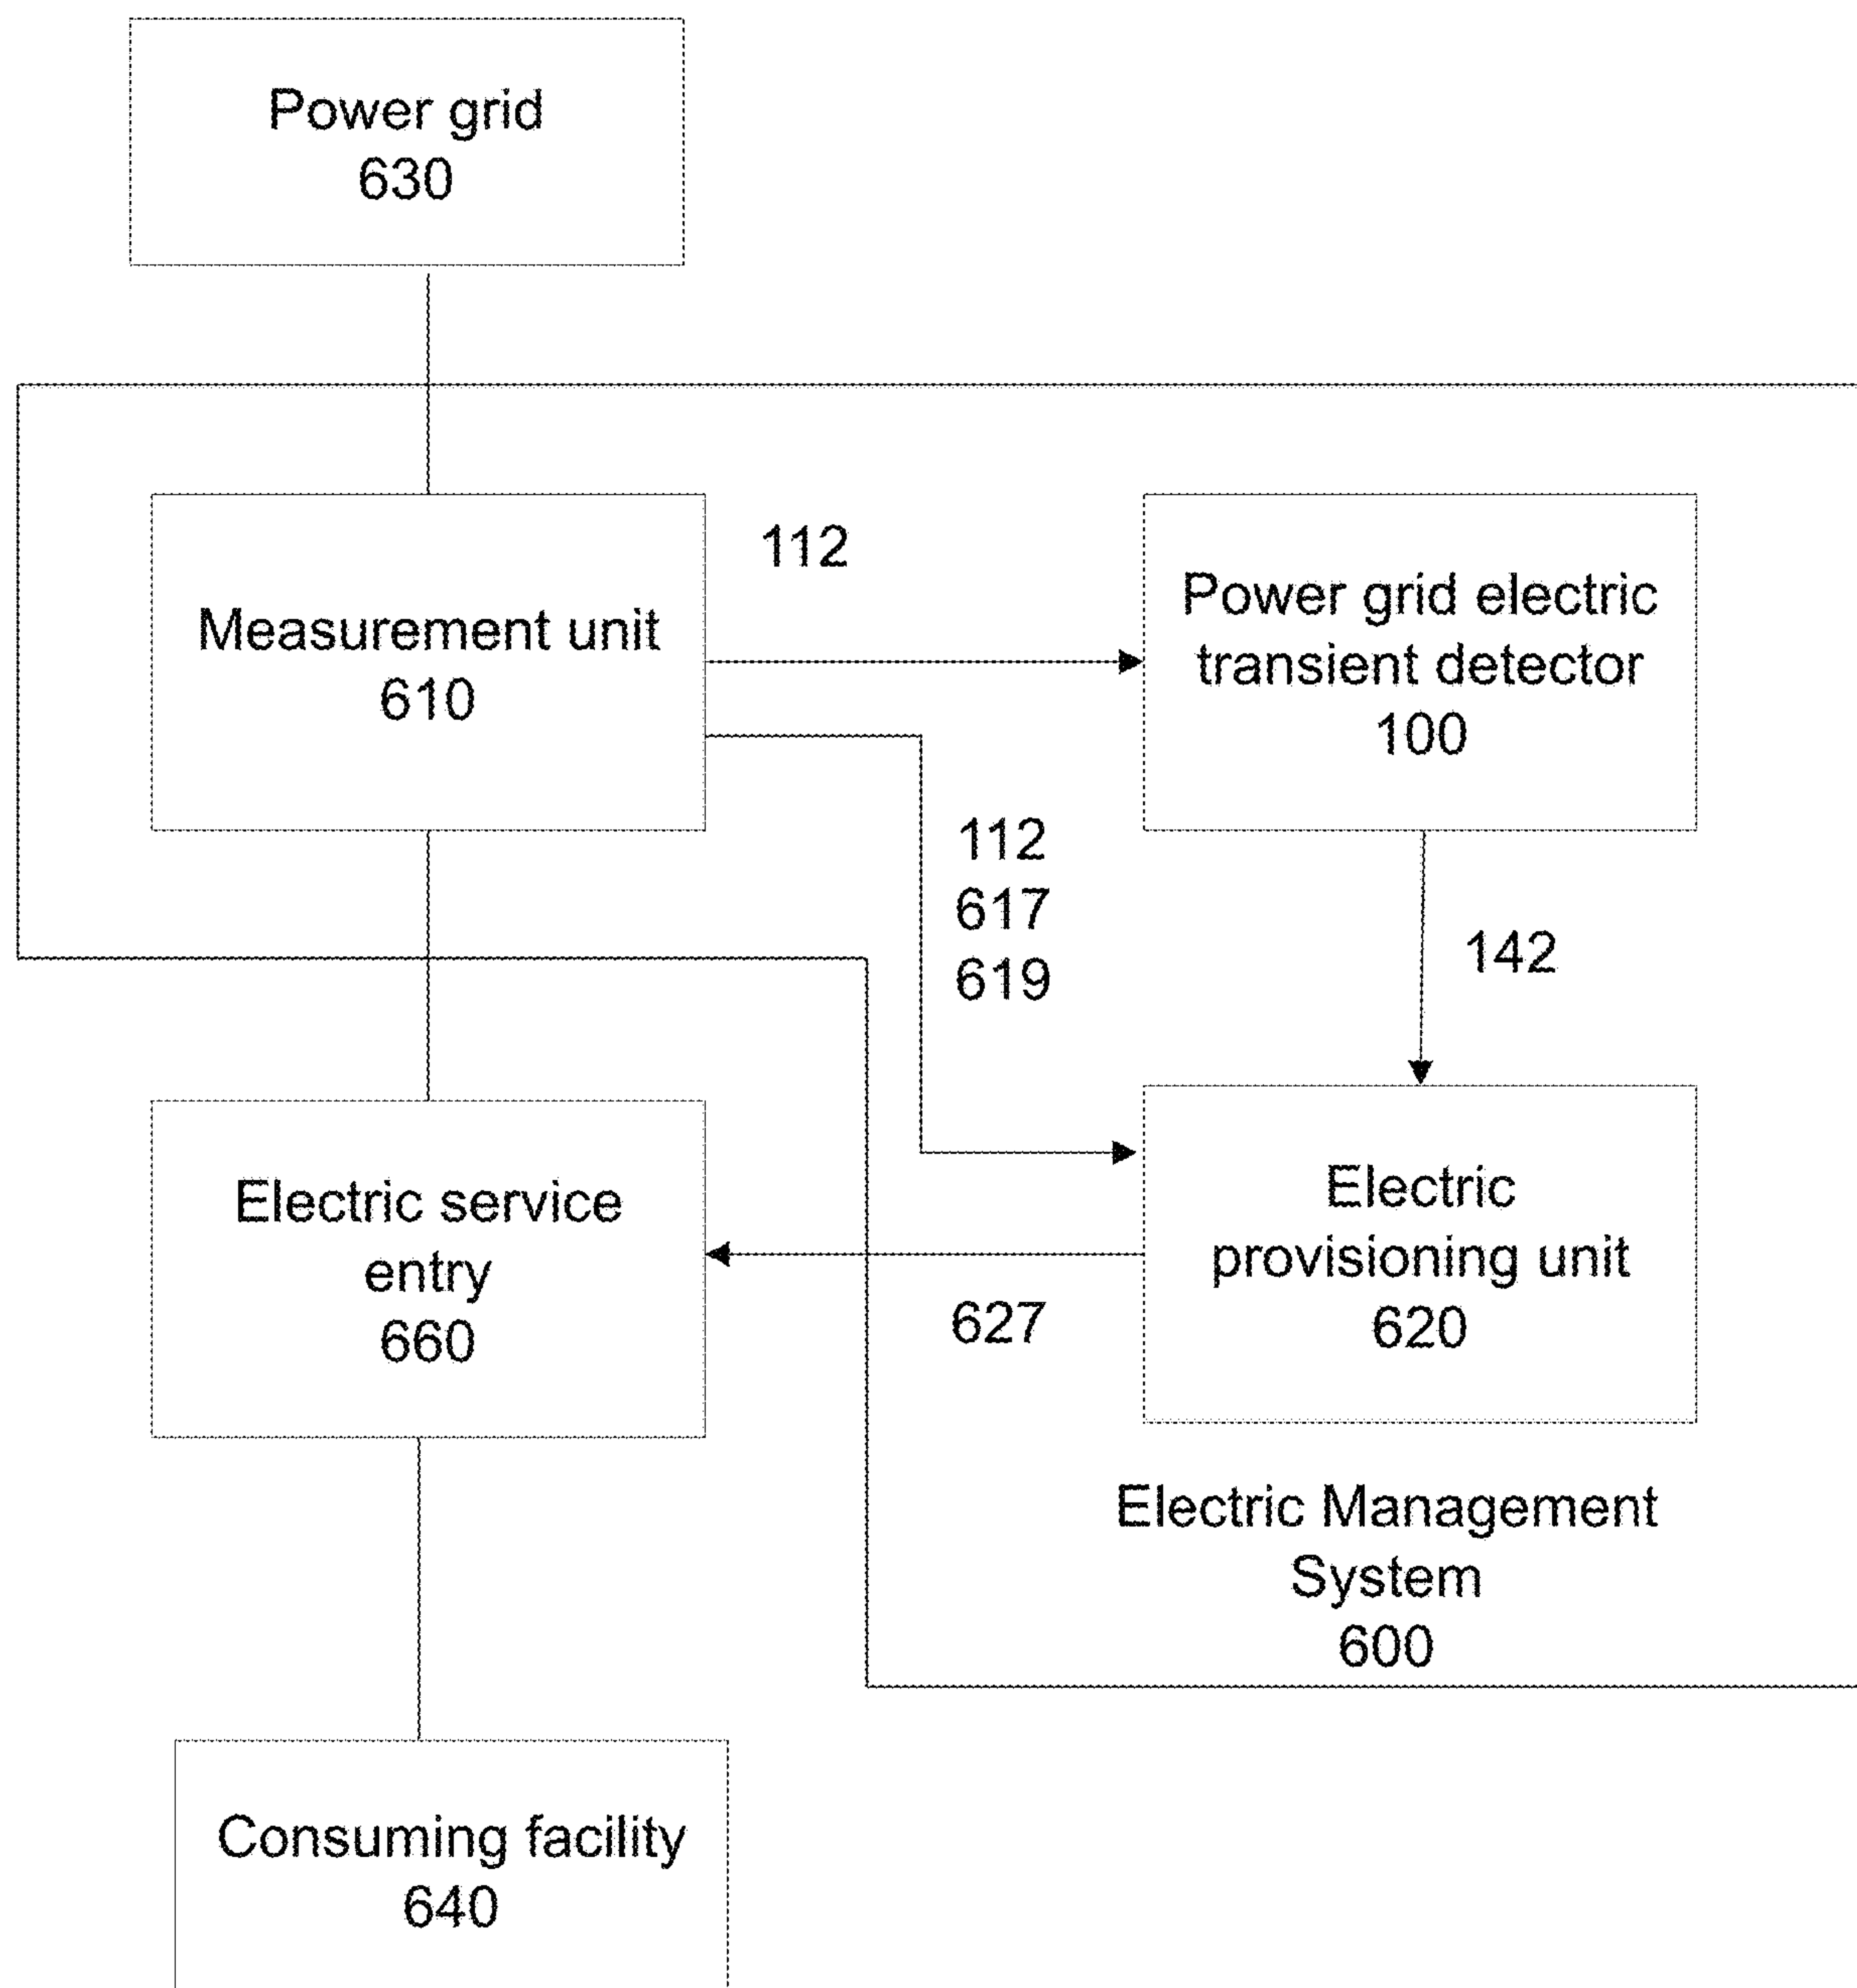 Power grid
630
Measurement unit
610
112
Power grid electric
transient detector
100
112
617
619
142
Electric service
entry
660
627
Electric
provisioning unit
620
Electric Management
System
600
Consuming facility
640